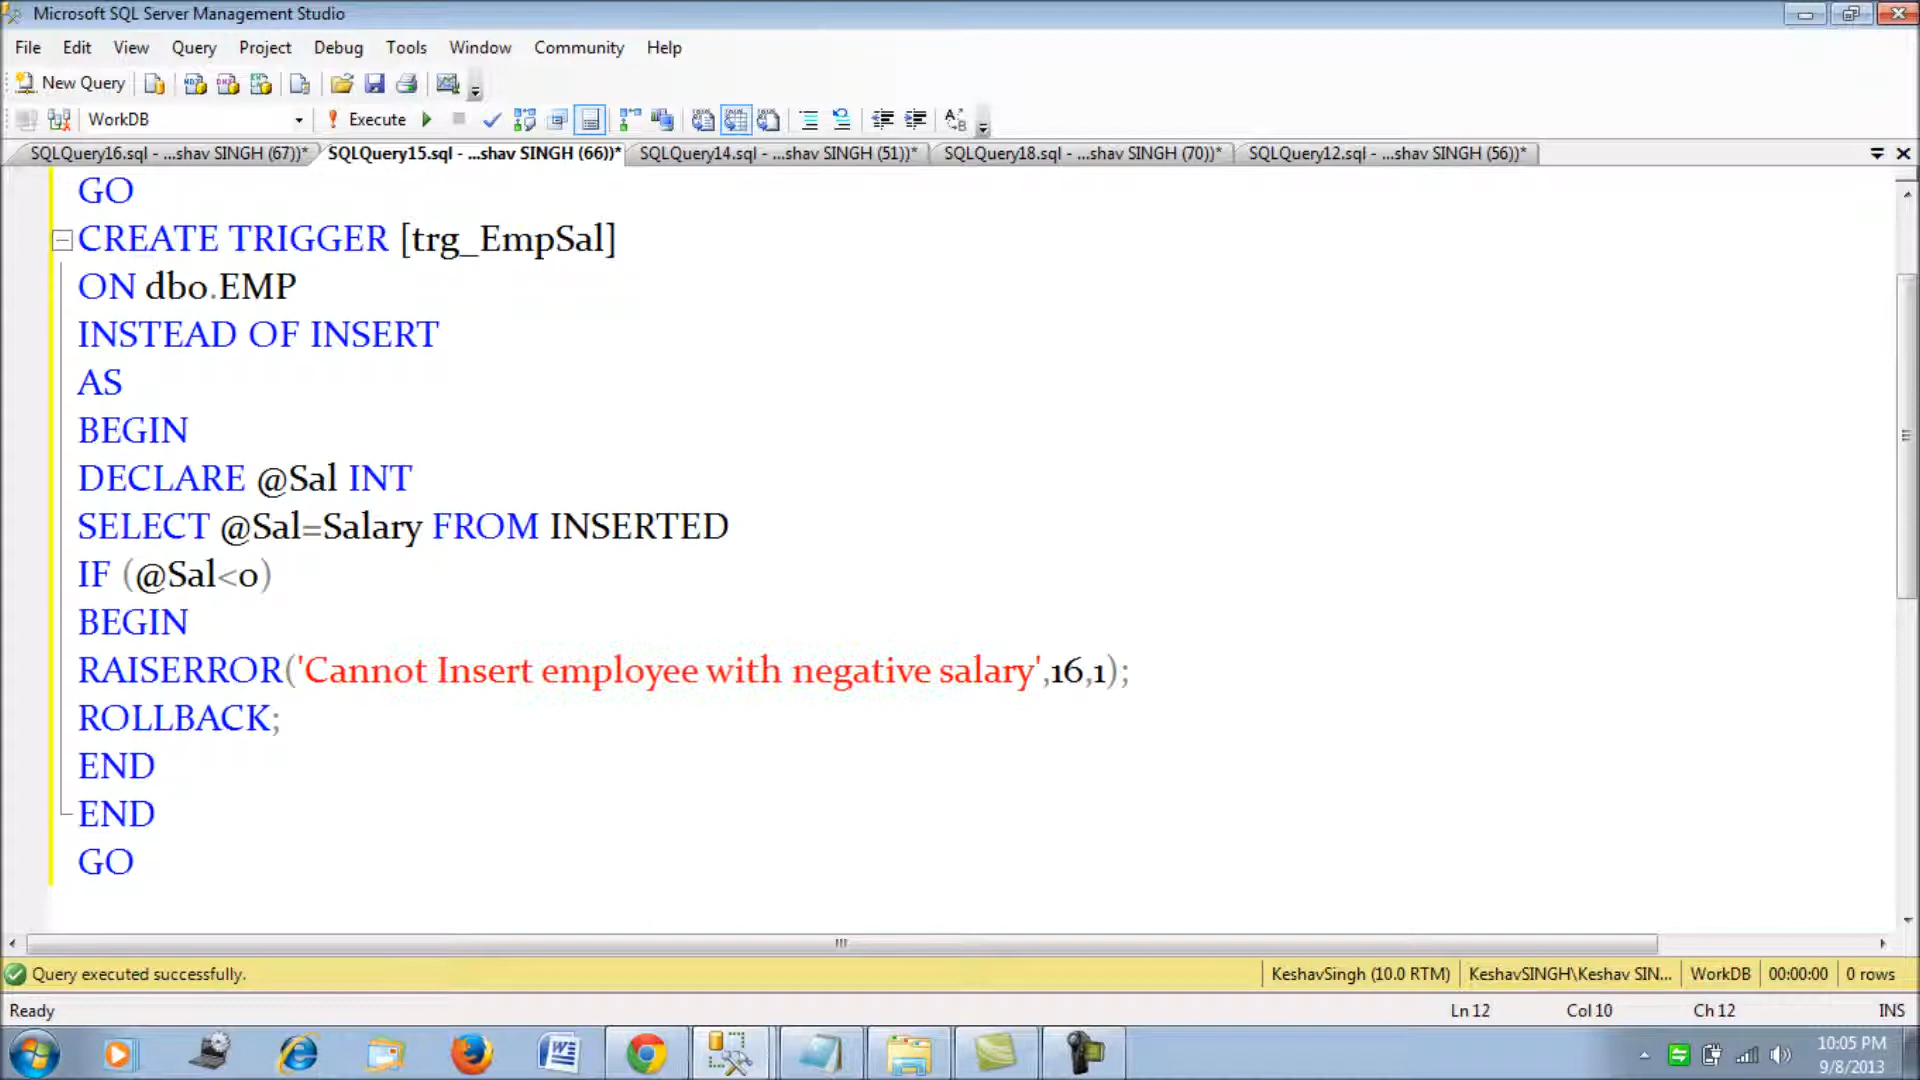 Microsoft SQL Server Management Studio
File Edit View Query Project Debug Tools Window Community Help
New Query
WorkDB Execute
SQLQuery16.sql - ...shav SINGH (67))* SQLQuery15.sql - ...shav SINGH (66))* SQLQuery14.sql - ...shav SINGH (51))* SQLQuery18.sql - ...shav SINGH (70))* SQLQuery12.sql - ...shav SINGH (56))*
GO
CREATE TRIGGER [trg_EmpSal]
ON dbo.EMP
INSTEAD OF INSERT
AS
BEGIN
DECLARE @Sal INT
SELECT @Sal=Salary FROM INSERTED
IF (@Sal<0)
BEGIN
RAISERROR('Cannot Insert employee with negative salary',16,1);
ROLLBACK;
END
END
GO
Query executed successfully. KeshavSingh (10.0 RTM) KeshavSINGH\Keshav SIN... WorkDB 00:00:00 0 rows
Ready Ln 12 Col 10 Ch 12 INS
10:05 PM
9/8/2013